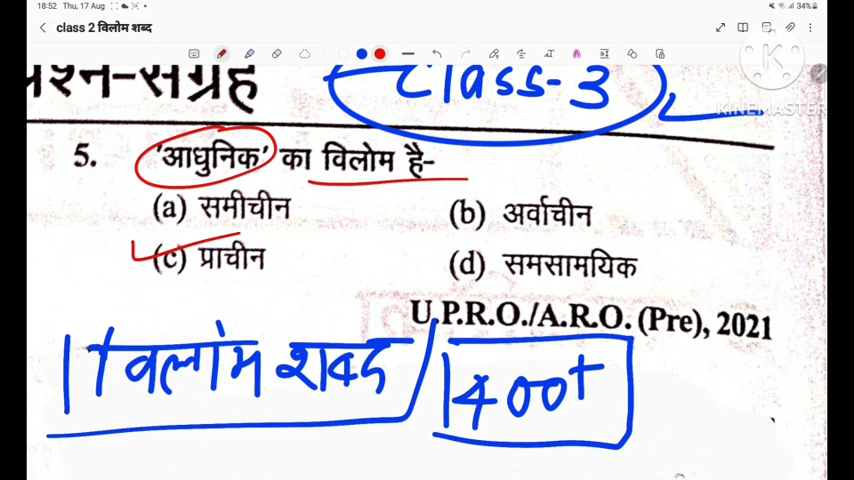 18:52 Thu, 17 Aug
34%
class 2 विलोम शब्द
K
KINEMASTER
प्रश्न-संग्रह Class-3
5. 'आधुनिक' का विलोम है-
(a) समीचीन (b) अर्वाचीन
(c) प्राचीन (d) समसामयिक
U.P.R.O./A.R.O. (Pre), 2021
विलोम शब्द / 400+